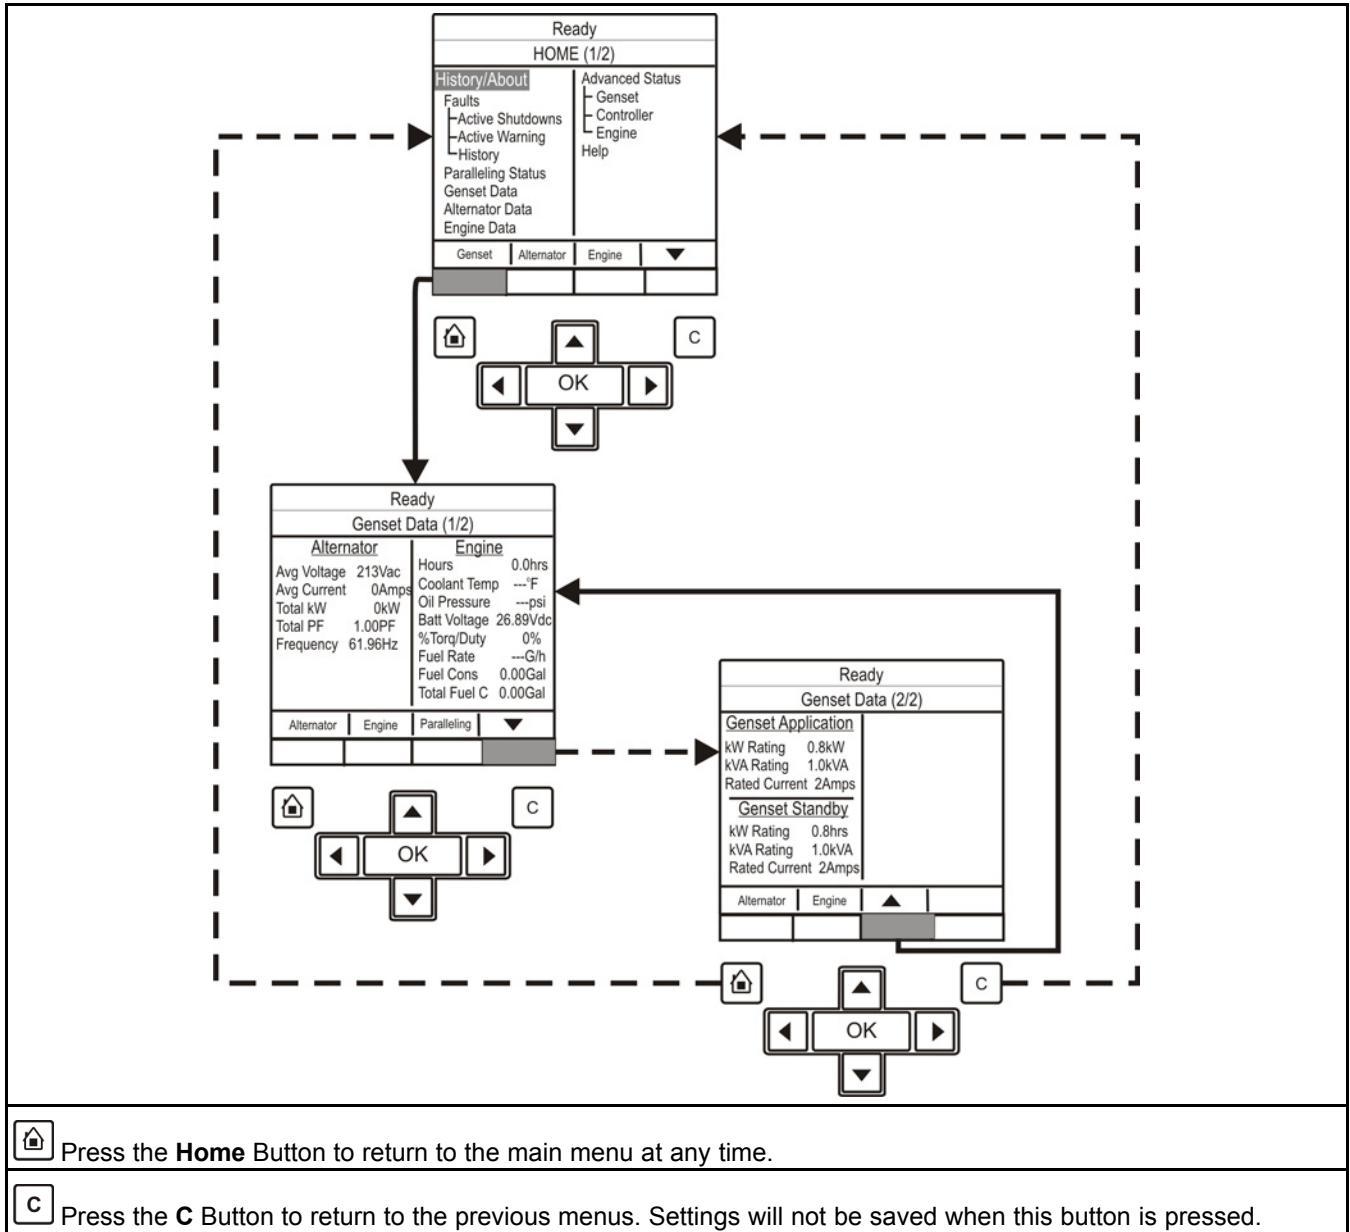 Ready
HOME (1/2)
History/About
Faults
Active Shutdowns
Active Warning
History
Paralleling Status
Genset Data
Alternator Data
Engine Data
Advanced Status
Genset
Controller
Engine
Help
Genset Alternator Engine
C
OK
Ready
Genset Data (1/2)
Alternator
Avg Voltage 213Vac
Avg Current 0Amps
Total kW 0kW
Total PF 1.00PF
Frequency 61.96Hz
Engine
Hours 0.0hrs
Coolant Temp ---°F
Oil Pressure ---psi
Batt Voltage 26.89Vdc
%Torq/Duty 0%
Fuel Rate ---G/h
Fuel Cons 0.00Gal
Total Fuel C 0.00Gal
Alternator Engine Paralleling
C
OK
Ready
Genset Data (2/2)
Genset Application
kW Rating 0.8kW
kVA Rating 1.0kVA
Rated Current 2Amps
Genset Standby
kW Rating 0.8hrs
kVA Rating 1.0kVA
Rated Current 2Amps
Alternator Engine
C
OK
Press the Home Button to return to the main menu at any time.
C Press the C Button to return to the previous menus. Settings will not be saved when this button is pressed.